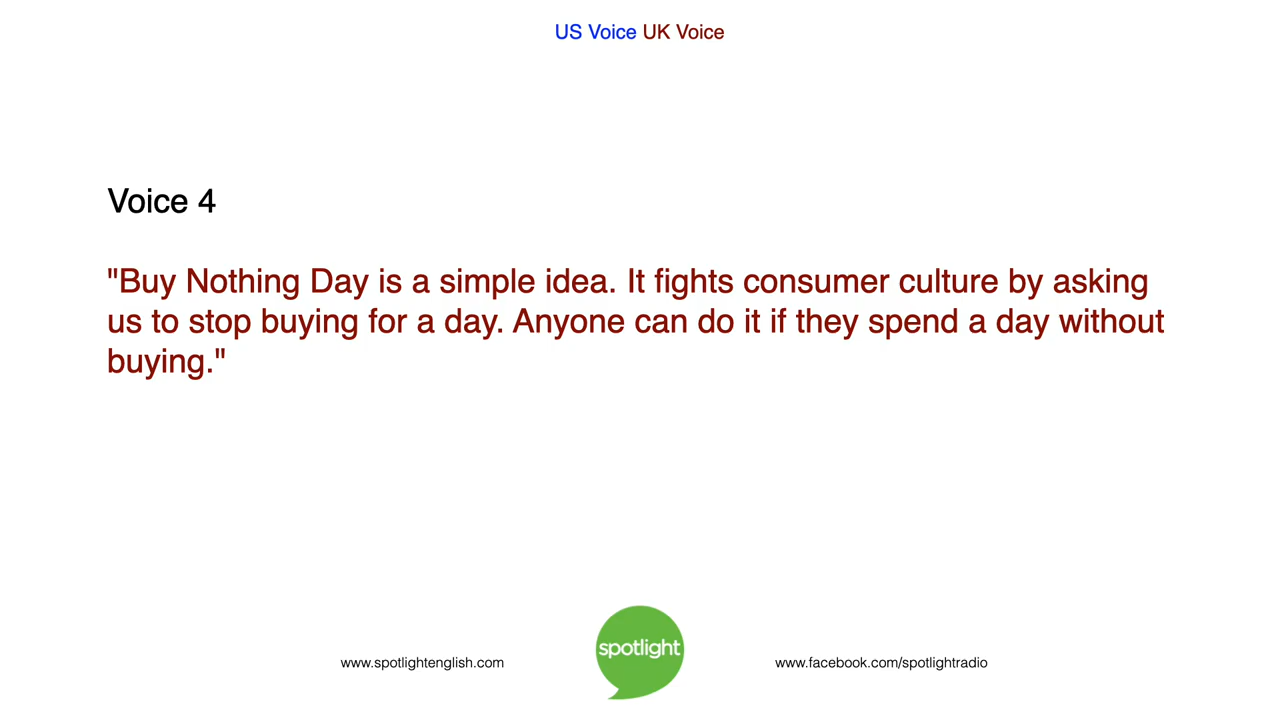 US Voice UK Voice
Voice 4
"Buy Nothing Day is a simple idea. It fights consumer culture by asking
us to stop buying for a day. Anyone can do it if they spend a day without
buying."
www.spotlightenglish.com
spotlight
www.facebook.com/spotlightradio